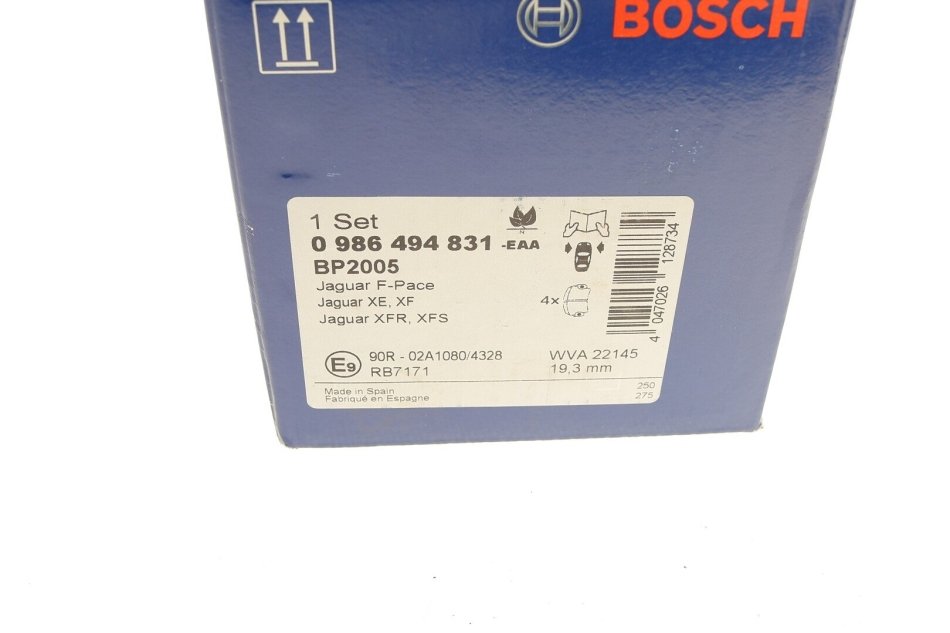 BOSCH
1 Set
0 986 494 831 -EAA
BP2005
Jaguar F-Pace
Jaguar XE, XF
Jaguar XFR, XFS
N
4x
4 047026 128734
E9
90R - 02A1080/4328
RB7171
WVA 22145
19,3 mm
Made in Spain
Fabriqué en Espagne
250
275